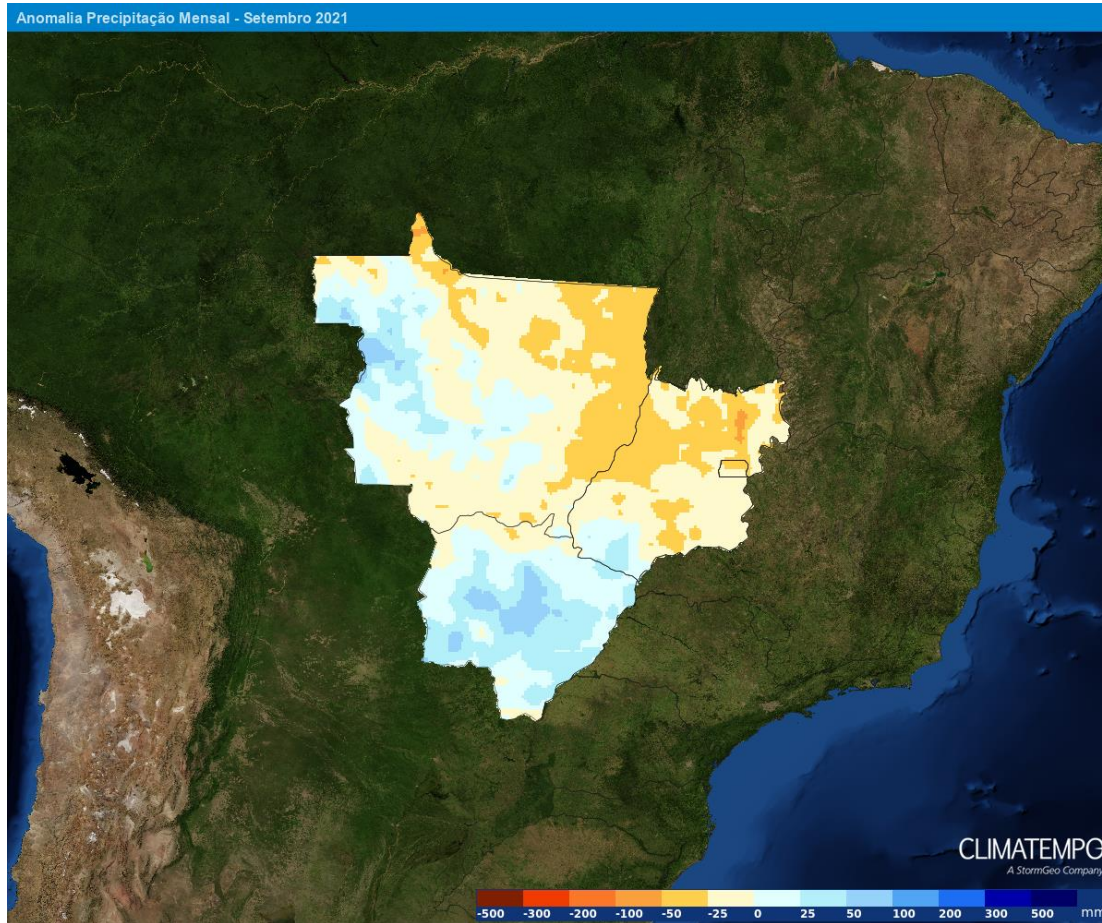 Anomalia Precipitação Mensal - Setembro 2021
CLIMATEMPO
A StormGeo Company
-500 -300 -200 -100 -50 -25 0 25 50 100 200 300 500 mm